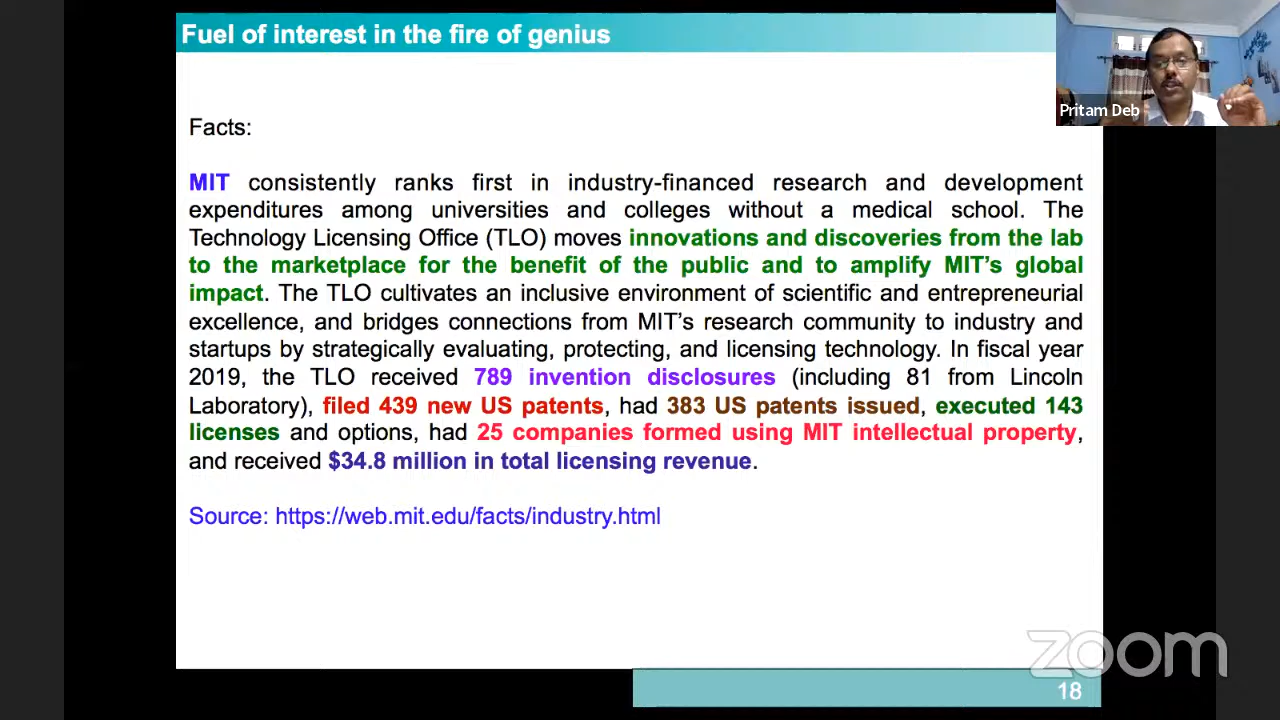 Fuel of interest in the fire of genius
Pritam Deb
Facts:
MIT consistently ranks first in industry-financed research and development
expenditures among universities and colleges without a medical school. The
Technology Licensing Office (TLO) moves innovations and discoveries from the lab
to the marketplace for the benefit of the public and to amplify MIT’s global
impact. The TLO cultivates an inclusive environment of scientific and entrepreneurial
excellence, and bridges connections from MIT’s research community to industry and
startups by strategically evaluating, protecting, and licensing technology. In fiscal year
2019, the TLO received 789 invention disclosures (including 81 from Lincoln
Laboratory), filed 439 new US patents, had 383 US patents issued, executed 143
licenses and options, had 25 companies formed using MIT intellectual property,
and received $34.8 million in total licensing revenue.
Source: https://web.mit.edu/facts/industry.html
zoom
18